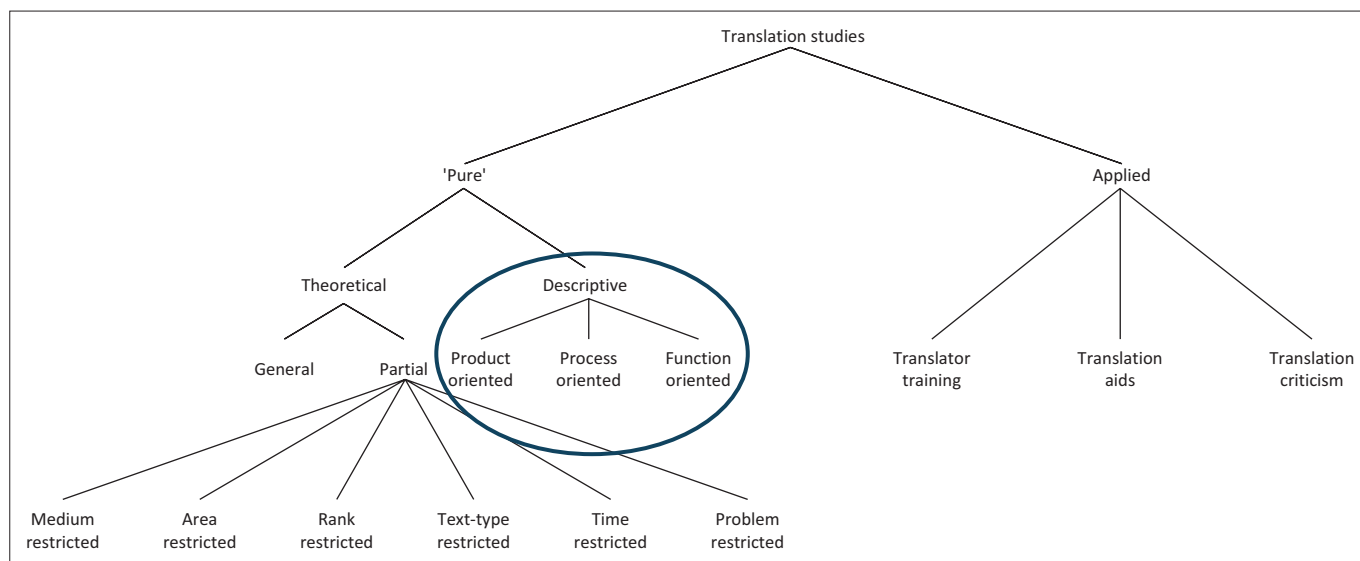 Translation studies
'Pure'
Applied
Theoretical
Descriptive
General
Partial
Product
oriented
Process
oriented
Function
oriented
Translator
training
Translation
aids
Translation
criticism
Medium
restricted
Area
restricted
Rank
restricted
Text-type
restricted
Time
restricted
Problem
restricted